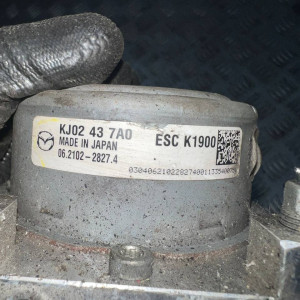 KJ02 43 7A0 ESC K1900
MADE IN JAPAN
06.2102-2827.4